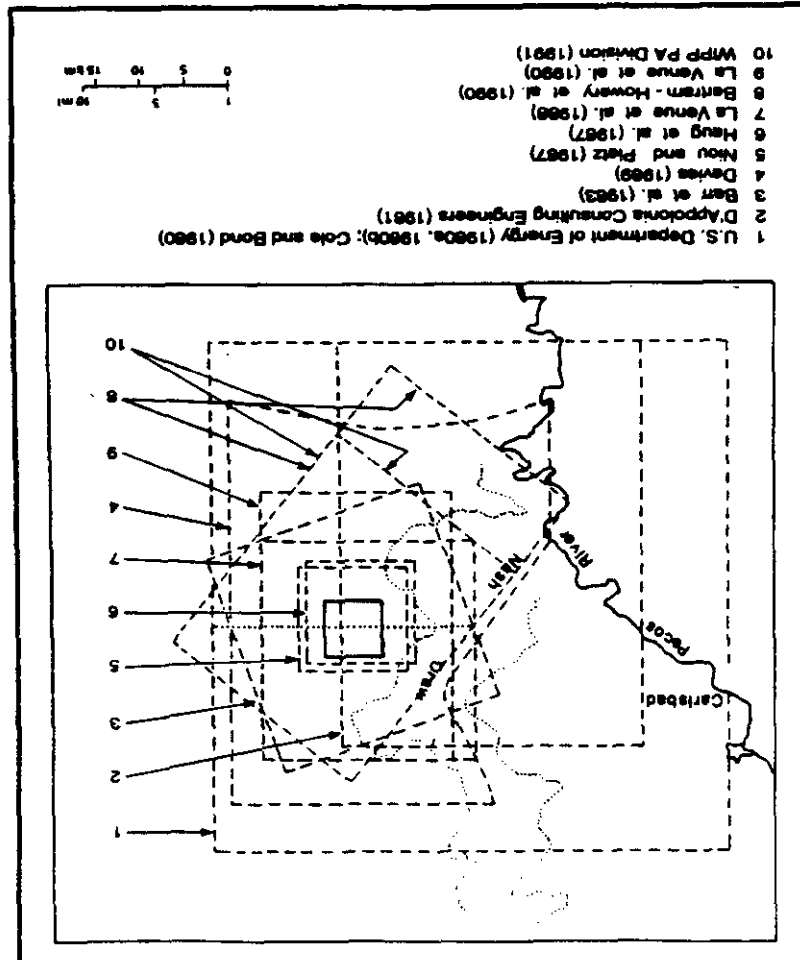 1
2
3
5
6
7
4
9
8
10
Carlsbad
Pecos
River
Nash
Draw
1 U.S. Department of Energy (1980a, 1980b); Cole and Bond (1980)
2 D'Appolonia Consulting Engineers (1981)
3 Barr et al. (1983)
4 Davies (1989)
5 Niou and Pietz (1987)
6 Haug et al. (1987)
7 La Venue et al. (1988)
8 Bertram-Howery et al. (1990)
9 La Venue et al. (1990)
10 WIPP PA Division (1991)
1 5 10 mi
0 5 10 15 km